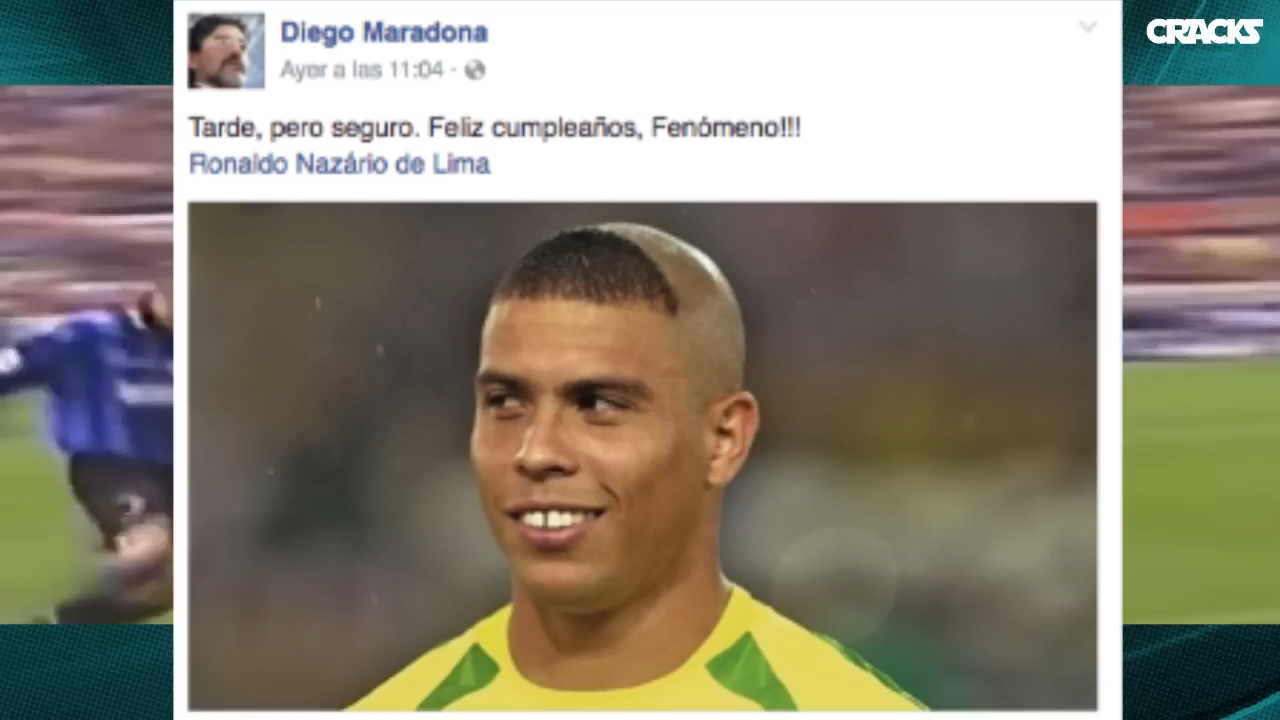 CRACKS
Diego Maradona
Ayer a las 11:04 ·
Tarde, pero seguro. Feliz cumpleaños, Fenómeno!!!
Ronaldo Nazário de Lima